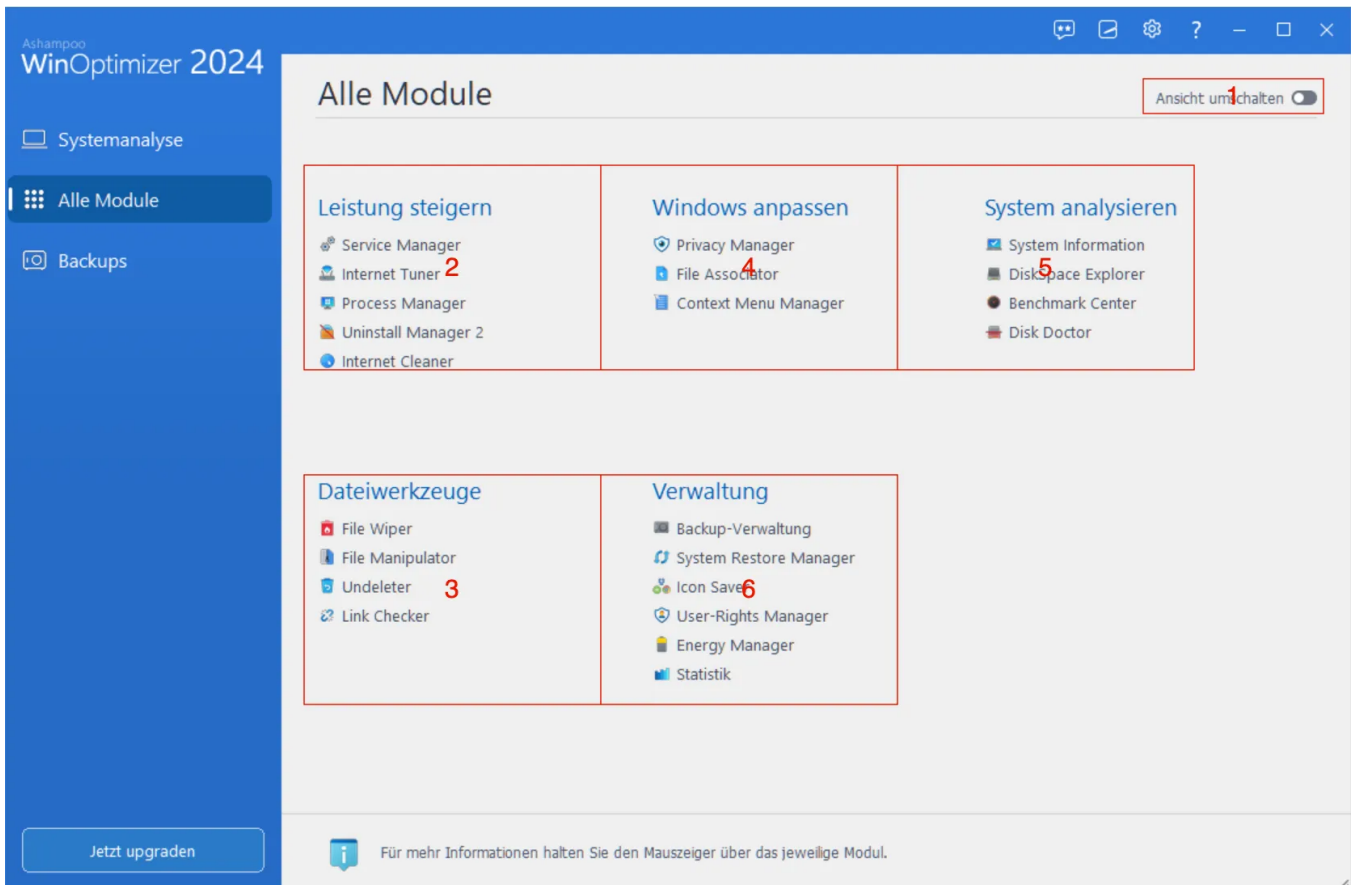 Ashampoo
WinOptimizer 2024
Systemanalyse
Alle Module
Backups
Jetzt upgraden
?
Alle Module
Ansicht umschalten
1
Leistung steigern
Service Manager
Internet Tuner
Process Manager
Uninstall Manager 2
Internet Cleaner
2
Windows anpassen
Privacy Manager
File Associator
Context Menu Manager
4
System analysieren
System Information
DiskSpace Explorer
Benchmark Center
Disk Doctor
5
Dateiwerkzeuge
File Wiper
File Manipulator
Undeleter
Link Checker
3
Verwaltung
Backup-Verwaltung
System Restore Manager
Icon Saver
User-Rights Manager
Energy Manager
Statistik
6
Für mehr Informationen halten Sie den Mauszeiger über das jeweilige Modul.